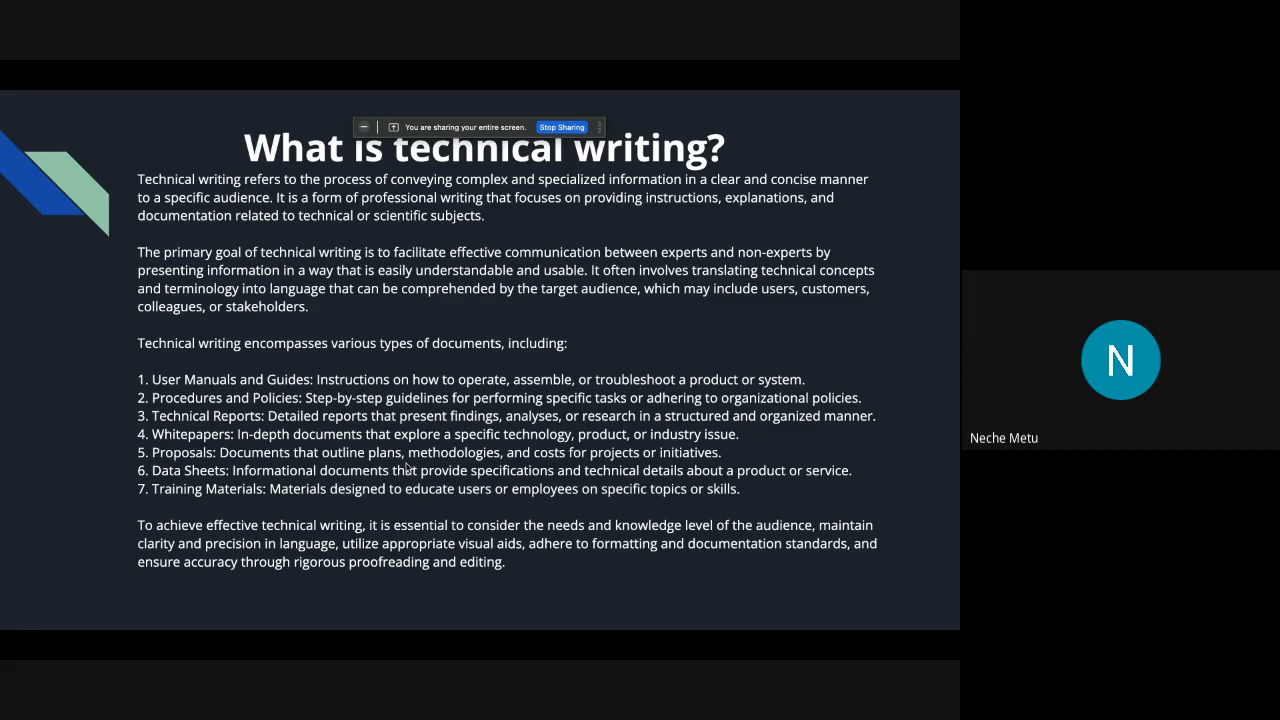 You are sharing your entire screen.
Stop Sharing
What is technical writing?
Technical writing refers to the process of conveying complex and specialized information in a clear and concise manner
to a specific audience. It is a form of professional writing that focuses on providing instructions, explanations, and
documentation related to technical or scientific subjects.
The primary goal of technical writing is to facilitate effective communication between experts and non-experts by
presenting information in a way that is easily understandable and usable. It often involves translating technical concepts
and terminology into language that can be comprehended by the target audience, which may include users, customers,
colleagues, or stakeholders.
Technical writing encompasses various types of documents, including:
1. User Manuals and Guides: Instructions on how to operate, assemble, or troubleshoot a product or system.
2. Procedures and Policies: Step-by-step guidelines for performing specific tasks or adhering to organizational policies.
3. Technical Reports: Detailed reports that present findings, analyses, or research in a structured and organized manner.
4. Whitepapers: In-depth documents that explore a specific technology, product, or industry issue.
5. Proposals: Documents that outline plans, methodologies, and costs for projects or initiatives.
6. Data Sheets: Informational documents that provide specifications and technical details about a product or service.
7. Training Materials: Materials designed to educate users or employees on specific topics or skills.
To achieve effective technical writing, it is essential to consider the needs and knowledge level of the audience, maintain
clarity and precision in language, utilize appropriate visual aids, adhere to formatting and documentation standards, and
ensure accuracy through rigorous proofreading and editing.
N
Neche Metu